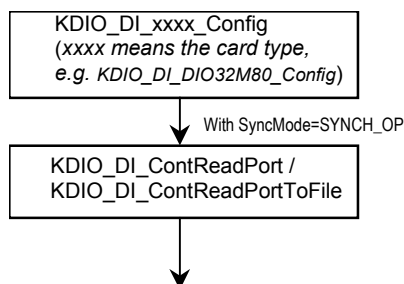 KDIO_DI_xxxx_Config
(xxxx means the card type,
e.g. KDIO_DI_DIO32M80_Config)
With SyncMode=SYNCH_OP
KDIO_DI_ContReadPort /
KDIO_DI_ContReadPortToFile